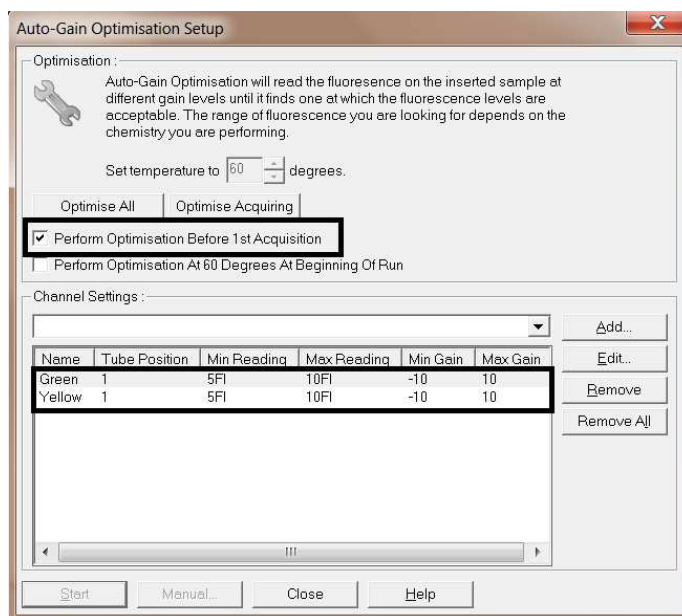 Auto-Gain Optimisation Setup
Optimisation :
Auto-Gain Optimisation will read the fluoresence on the inserted sample at
different gain levels until it finds one at which the fluorescence levels are
acceptable. The range of fluorescence you are looking for depends on the
chemistry you are performing.
Set temperature to 60 degrees.
Optimise All Optimise Acquiring
Perform Optimisation Before 1st Acquisition
Perform Optimisation At 60 Degrees At Beginning Of Run
Channel Settings :
Add...
Name Tube Position Min Reading Max Reading Min Gain Max Gain
Edit...
Green 1 5Fl 10Fl -10 10
Yellow 1 5Fl 10Fl -10 10
Remove
Remove All
Start Manual... Close Help